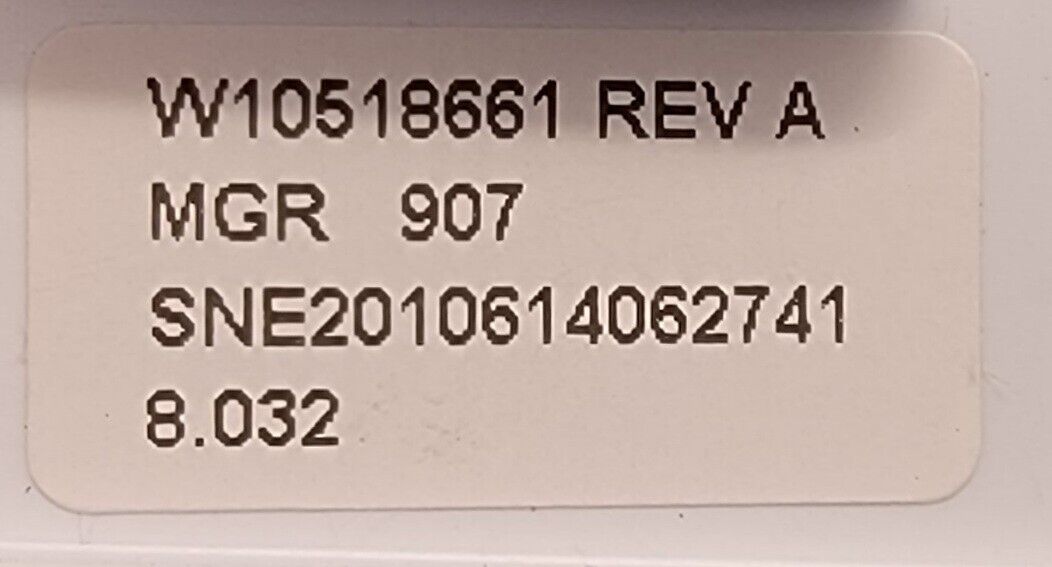 W10518661 REV A
MGR 907
SNE2010614062741
8.032